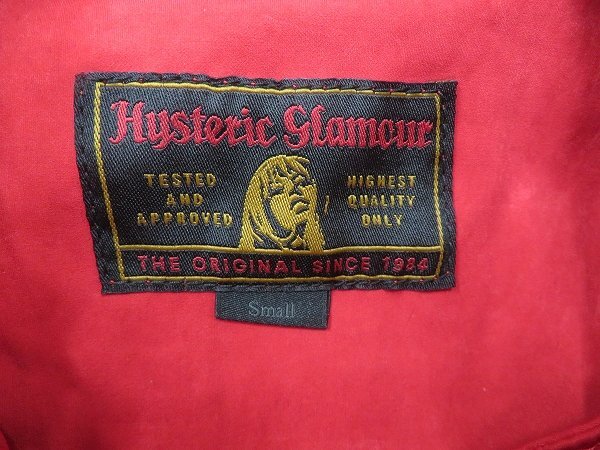 Hysteric Glamour
TESTED
AND
APPROVED
HIGHEST
QUALITY
ONLY
THE ORIGINAL SINCE 1984
Small